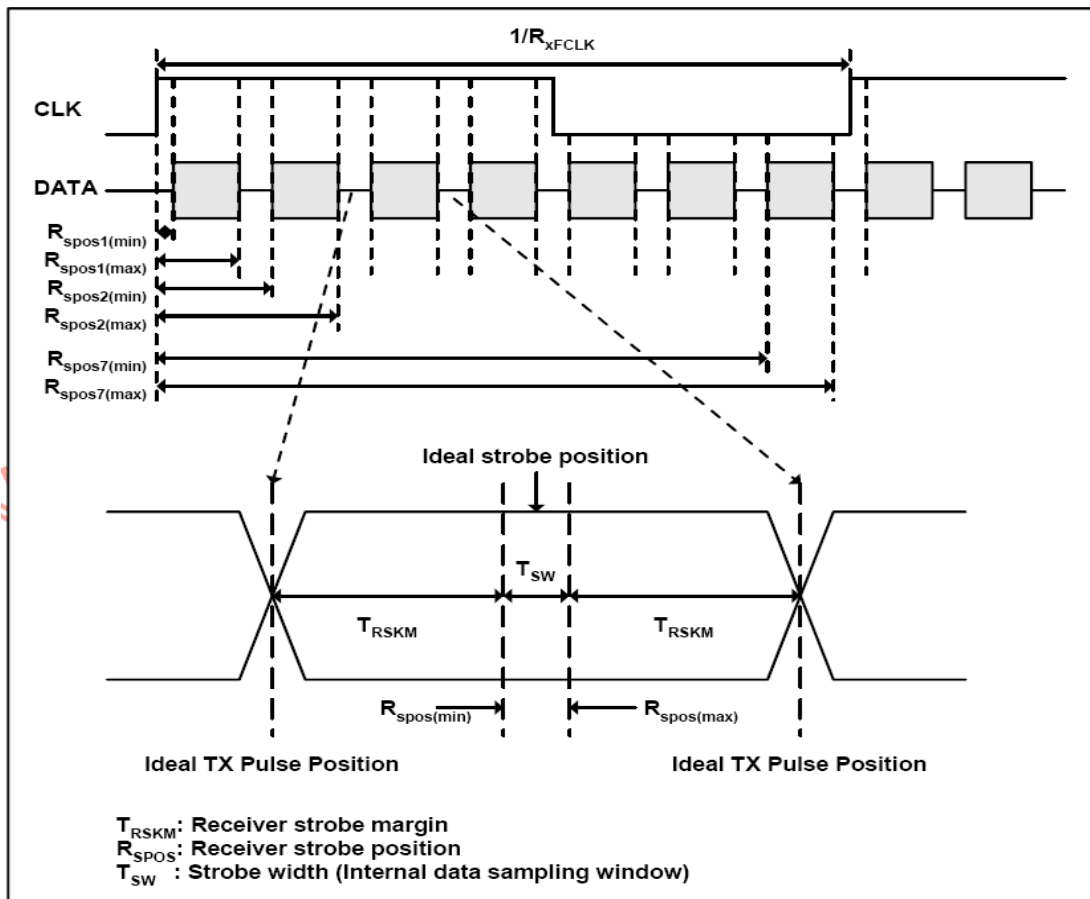 1/RxFCLK
CLK
DATA
Rspos1(min)
Rspos1(max)
Rspos2(min)
Rspos2(max)
Rspos7(min)
Rspos7(max)
Ideal strobe position
TSW
TRSKM TRSKM
Rspos(min) Rspos(max)
Ideal TX Pulse Position Ideal TX Pulse Position
TRSKM: Receiver strobe margin
RSPOS: Receiver strobe position
TSW : Strobe width (Internal data sampling window)